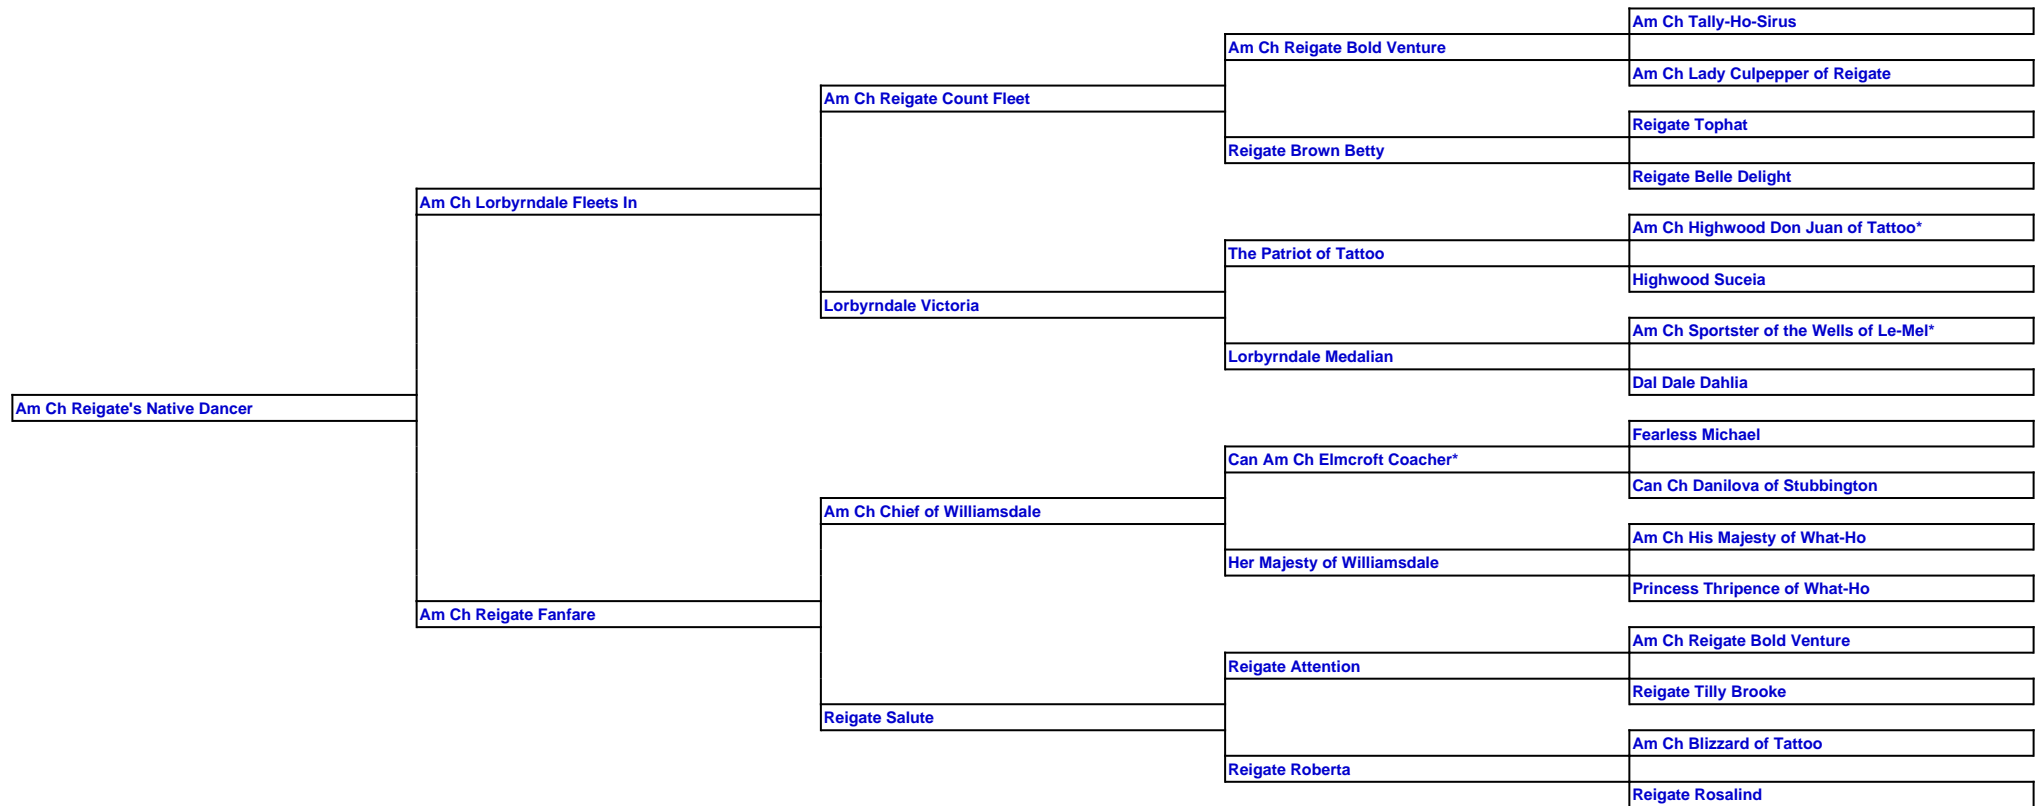 Am Ch Tally-Ho-Sirus
Am Ch Reigate Bold Venture
Am Ch Lady Culpepper of Reigate
Am Ch Reigate Count Fleet
Reigate Tophat
Reigate Brown Betty
Reigate Belle Delight
Am Ch Lorbyrndale Fleets In
Am Ch Highwood Don Juan of Tattoo*
The Patriot of Tattoo
Highwood Suceia
Lorbyrndale Victoria
Am Ch Sportster of the Wells of Le-Mel*
Lorbyrndale Medalian
Dal Dale Dahlia
Am Ch Reigate's Native Dancer
Fearless Michael
Can Am Ch Elmcroft Coacher*
Can Ch Danilova of Stubbington
Am Ch Chief of Williamsdale
Am Ch His Majesty of What-Ho
Her Majesty of Williamsdale
Princess Thripence of What-Ho
Am Ch Reigate Fanfare
Am Ch Reigate Bold Venture
Reigate Attention
Reigate Tilly Brooke
Reigate Salute
Am Ch Blizzard of Tattoo
Reigate Roberta
Reigate Rosalind